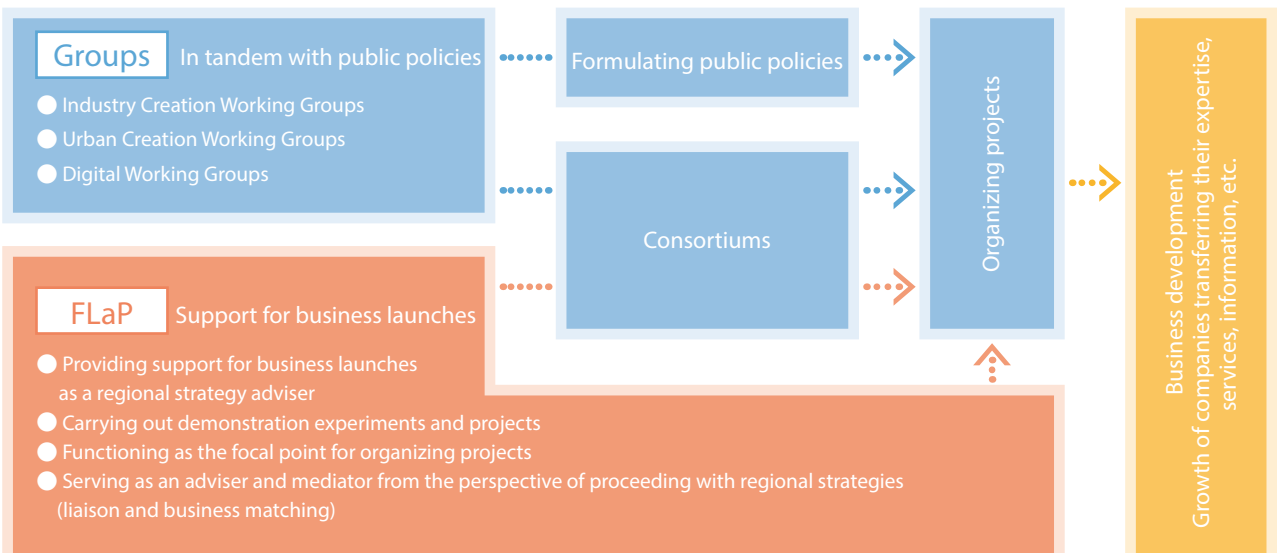 Groups In tandem with public policies
● Industry Creation Working Groups
● Urban Creation Working Groups
● Digital Working Groups
Formulating public policies
Consortiums
Organizing projects
FLaP Support for business launches
● Providing support for business launches
as a regional strategy adviser
● Carrying out demonstration experiments and projects
● Functioning as the focal point for organizing projects
● Serving as an adviser and mediator from the perspective of proceeding with regional strategies
(liaison and business matching)
Business development
Growth of companies transferring their expertise,
services, information, etc.